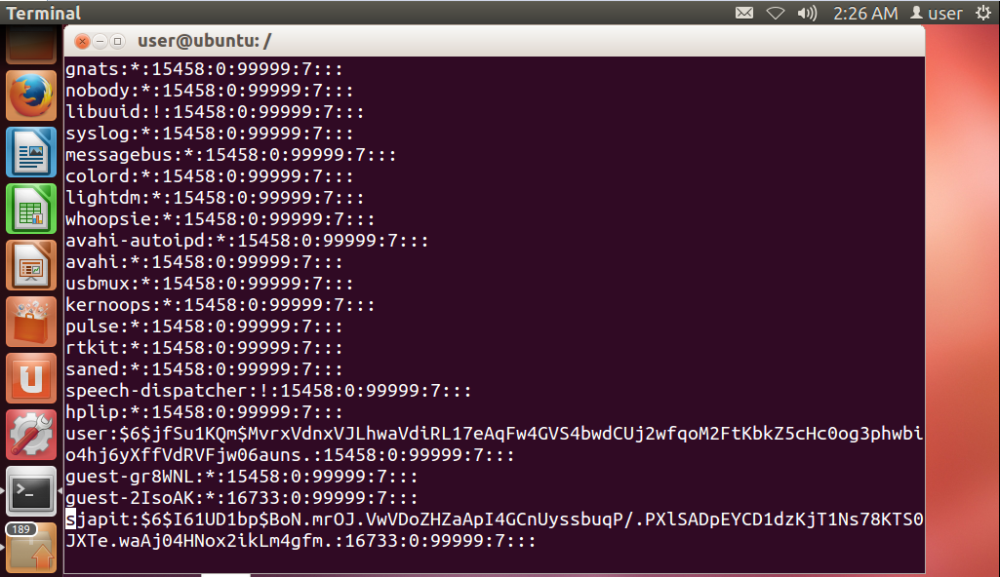 Terminal
2:26 AM user
user@ubuntu: /
gnats:*:15458:0:99999:7:::
nobody:*:15458:0:99999:7:::
libuuid:!:15458:0:99999:7:::
syslog:*:15458:0:99999:7:::
messagebus:*:15458:0:99999:7:::
colord:*:15458:0:99999:7:::
lightdm:*:15458:0:99999:7:::
whoopsie:*:15458:0:99999:7:::
avahi-autoipd:*:15458:0:99999:7:::
avahi:*:15458:0:99999:7:::
usbmux:*:15458:0:99999:7:::
kernoops:*:15458:0:99999:7:::
pulse:*:15458:0:99999:7:::
rtkit:*:15458:0:99999:7:::
saned:*:15458:0:99999:7:::
speech-dispatcher:!:15458:0:99999:7:::
hplip:*:15458:0:99999:7:::
user:$6$jfSu1KQm$MvrxVdnxVJLhwaVdiRL17eAqFw4GVS4bwdCUj2wfqoM2FtKbkZ5cHc0og3phwbi
o4hj6yXffVdRVFjw06auns.:15458:0:99999:7:::
guest-gr8WNL:*:15458:0:99999:7:::
guest-2IsoAK:*:16733:0:99999:7:::
sjapit:$6$I61UD1bp$BoN.mrOJ.VwVDoZHZaApI4GCnUyssbuqP/.PXlSADpEYCD1dzKjT1Ns78KTS0
JXTe.waAj04HNox2ikLm4gfm.:16733:0:99999:7:::
189